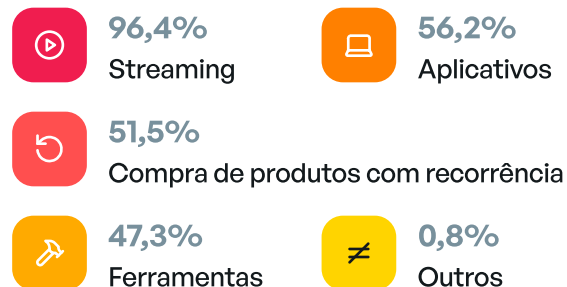 96,4%
Streaming
56,2%
Aplicativos
51,5%
Compra de produtos com recorrência
47,3%
Ferramentas
0,8%
Outros